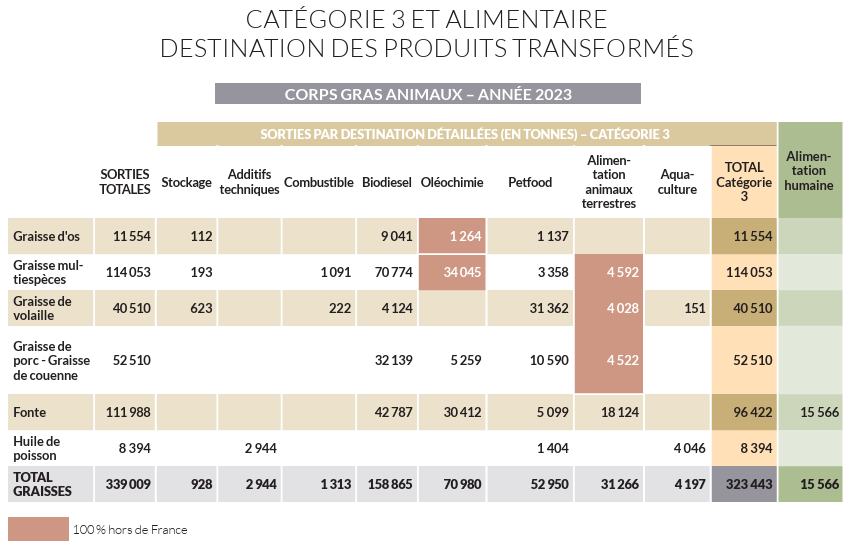 CATÉGORIE 3 ET ALIMENTAIRE
DESTINATION DES PRODUITS TRANSFORMÉS
CORPS GRAS ANIMAUX – ANNÉE 2023
SORTIES PAR DESTINATION DÉTAILLÉES (EN TONNES) – CATÉGORIE 3
SORTIES
TOTALES
Stockage
Additifs
techniques
Combustible
Biodiesel
Oléochimie
Petfood
Alimen-
tation
animaux
terrestres
Aqua-
culture
TOTAL
Catégorie
3
Alimen-
tation
humaine
Graisse d'os 11 554 112 9 041 1 264 1 137 11 554
Graisse mul-
tiespèces 114 053 193 1 091 70 774 34 045 3 358 4 592 114 053
Graisse de
volaille 40 510 623 222 4 124 31 362 4 028 151 40 510
Graisse de
porc - Graisse
de couenne 52 510 32 139 5 259 10 590 4 522 52 510
Fonte 111 988 42 787 30 412 5 099 18 124 96 422 15 566
Huile de
poisson 8 394 2 944 1 404 4 046 8 394
TOTAL
GRAISSES 339 009 928 2 944 1 313 158 865 70 980 52 950 31 266 4 197 323 443 15 566
100 % hors de France